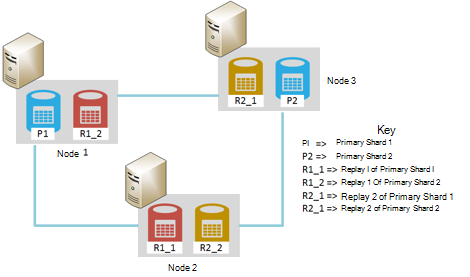 R2_1
P2
Node 3
P1
R1_2
Node 1
R1_1
R2_2
Node 2
Key
PI => Primary Shard 1
P2 => Primary Shard 2
R1_1 => Replay I of Primary Shard I
R1_2 => Replay 1 Of Primary Shard 2
R2_1 => Replay 2 of Primary Shard 1
R2_1 => Replay 2 of Primary Shard 2